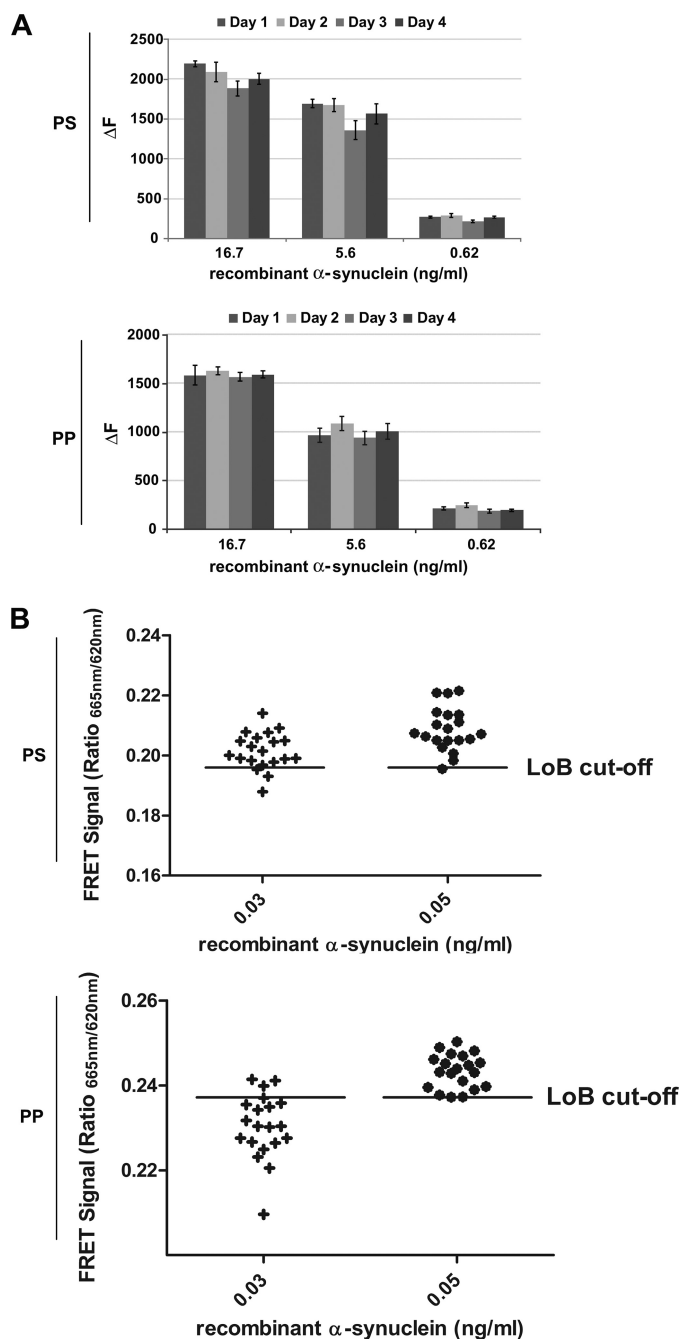 A
Day 1 Day 2 Day 3 Day 4
PS
ΔF
2500
2000
1500
1000
500
0
16.7 5.6 0.62
recombinant α-synuclein (ng/ml)
Day 1 Day 2 Day 3 Day 4
PP
ΔF
2000
1500
1000
500
0
16.7 5.6 0.62
recombinant α-synuclein (ng/ml)
B
PS
FRET Signal (Ratio 665nm/620nm)
0.24
0.22
0.20
0.18
0.16
LoB cut-off
0.03 0.05
recombinant α-synuclein (ng/ml)
PP
FRET Signal (Ratio 665nm/620nm)
0.26
0.24
0.22
LoB cut-off
0.03 0.05
recombinant α-synuclein (ng/ml)